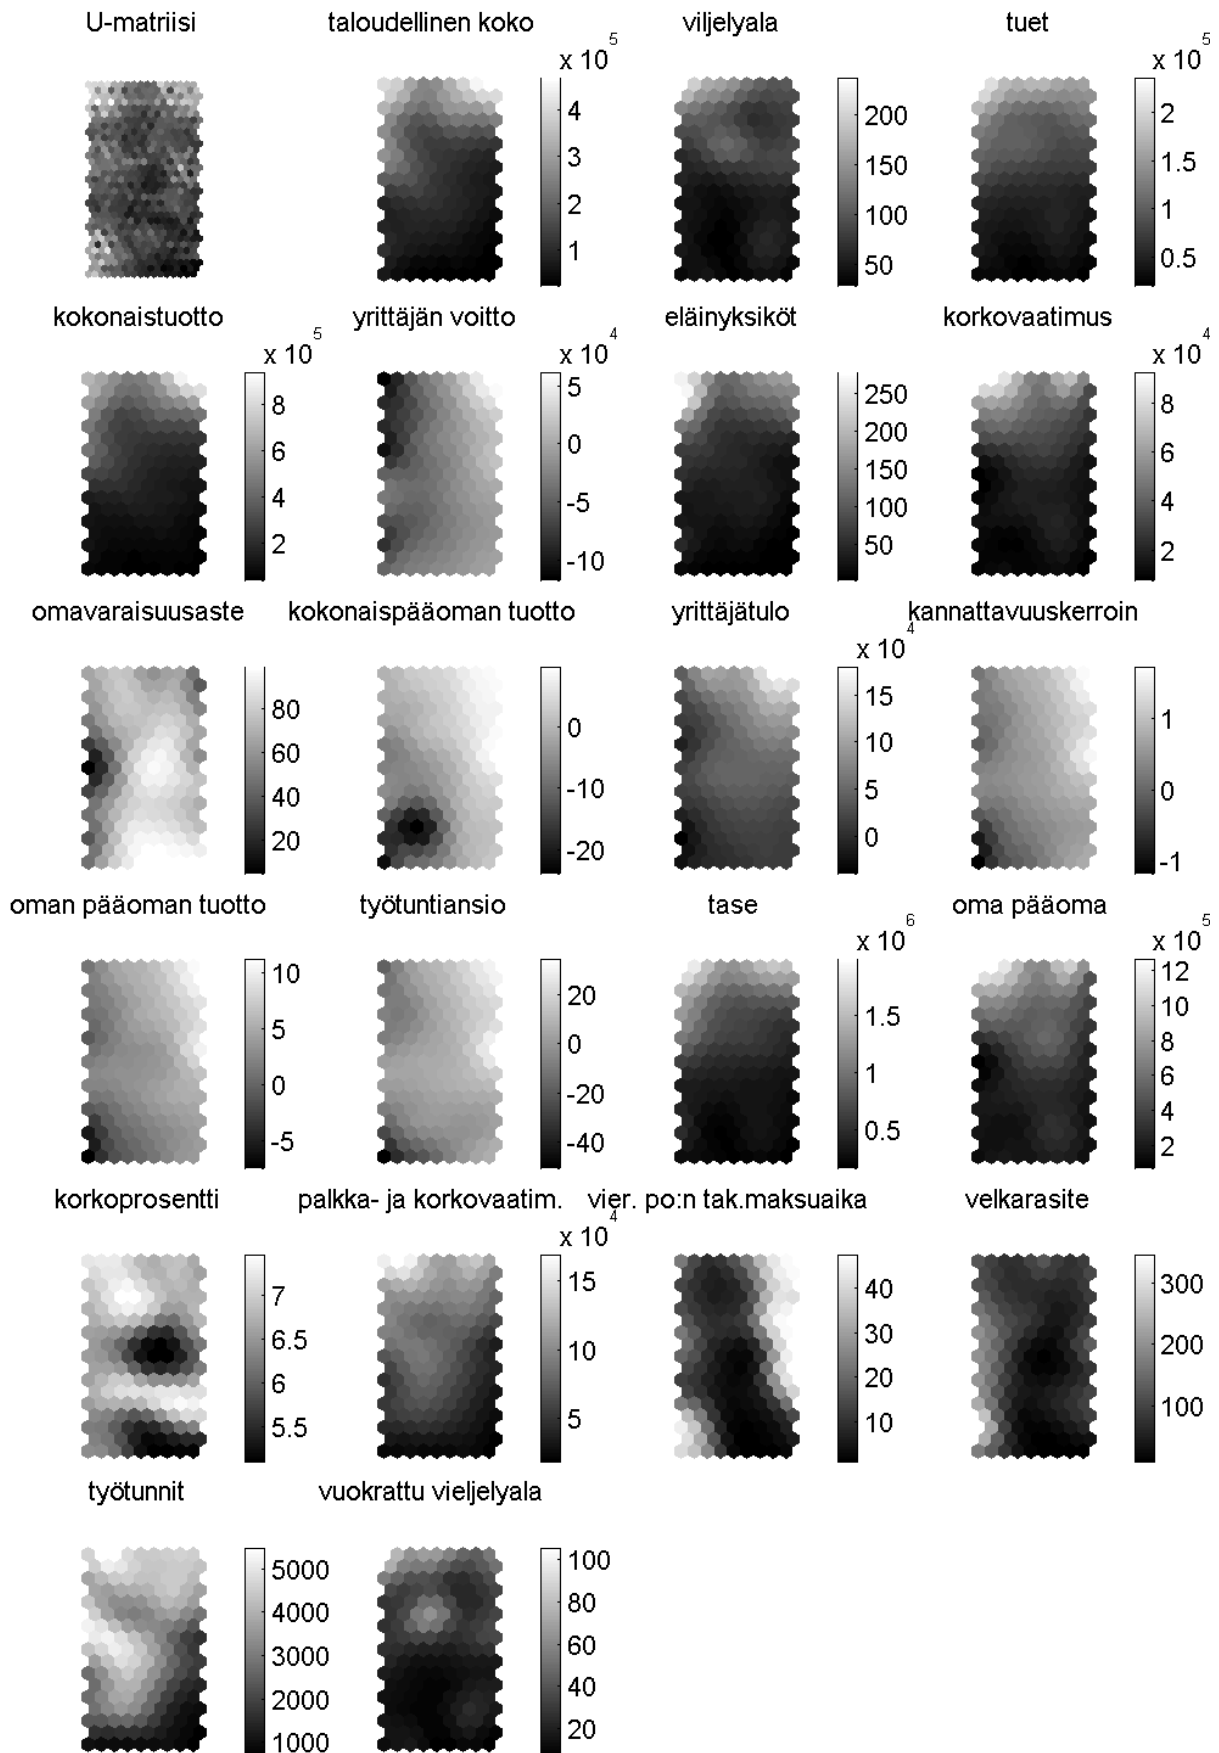 U-matriisi taloudellinen koko viljelyala tuet
x 10^5 x 10^5
4 200 2
3 150 1.5
2 100 1
1 50 0.5
kokonaistuotto yrittäjän voitto eläinyksiköt korkovaatimus
x 10^5 x 10^4 x 10^4
8 5 250 8
6 0 200 6
4 -5 150 4
2 -10 100 2
50
omavaraisuusaste kokonaispääoman tuotto yrittäjätulo kannattavuuskerroin
x 10^4
80 0 15 1
60 -10 10 0
40 -20 5 -1
20 0
oman pääoman tuotto työtuntiansio tase oma pääoma
x 10^6 x 10^5
10 20 1.5 12
5 0 1 10
0 -20 0.5 8
-5 -40 6
4
2
korkoprosentti palkka- ja korkovaatim. vier. po:n tak.maksuaika velkarasite
x 10^4
7 15 40 300
6.5 10 30 200
6 5 20 100
5.5 10
työtunnit vuokrattu vieljelyala
5000 100
4000 80
3000 60
2000 40
1000 20